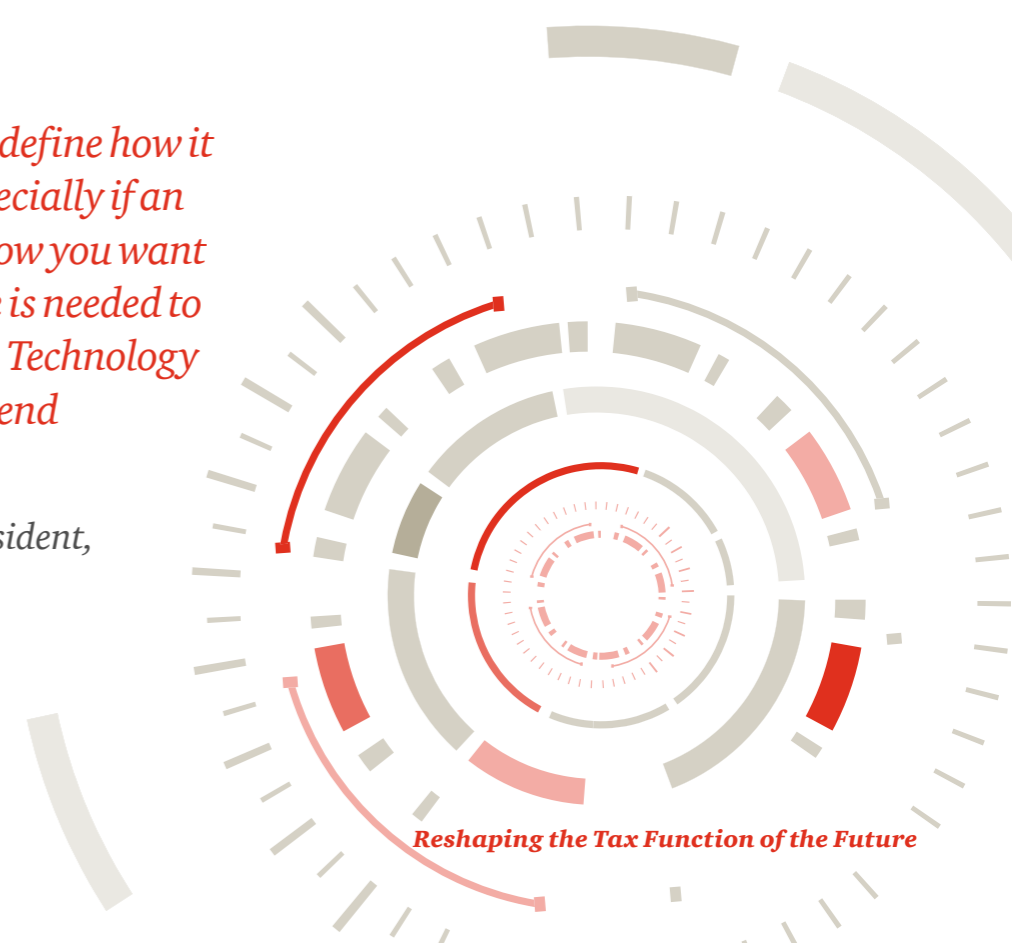 define how it
ecially if an
ow you want
is needed to
Technology
end
sident,
Reshaping the Tax Function of the Future